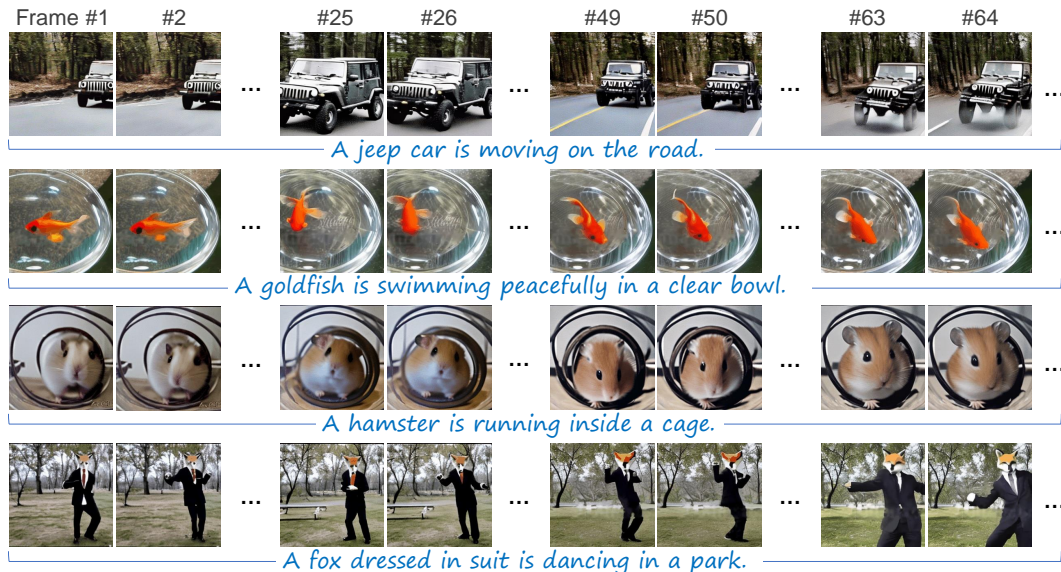 Frame #1 #2 #25 #26 #49 #50 #63 #64
... ... ... ...
A jeep car is moving on the road.
... ... ... ...
A goldfish is swimming peacefully in a clear bowl.
... ... ... ...
A hamster is running inside a cage.
... ... ... ...
A fox dressed in suit is dancing in a park.